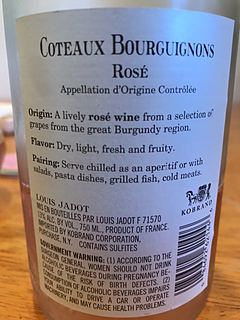 COTEAUX BOURGUIGNONS
ROSÉ
Appellation d'Origine Contrôlée
Origin: A lively rosé wine from a selection of
grapes from the great Burgundy region.
Flavor: Dry, light, fresh and fruity.
Pairing: Serve chilled as an aperitif or with
salads, pasta dishes, grilled fish, cold meats.
LOUIS JADOT
MIS EN BOUTEILLES PAR LOUIS JADOT F 71570
13% ALC. BY VOL., 750 ML., PRODUCT OF FRANCE.
IMPORTED BY KOBRAND CORPORATION,
PURCHASE, N.Y. CONTAINS SULFITES
KOBRAND
GOVERNMENT WARNING: (1) ACCORDING TO THE
SURGEON GENERAL, WOMEN SHOULD NOT DRINK
ALCOHOLIC BEVERAGES DURING PREGNANCY BE-
CAUSE OF THE RISK OF BIRTH DEFECTS. (2)
CONSUMPTION OF ALCOHOLIC BEVERAGES IMPAIRS
YOUR ABILITY TO DRIVE A CAR OR OPERATE
MACHINERY, AND MAY CAUSE HEALTH PROBLEMS.